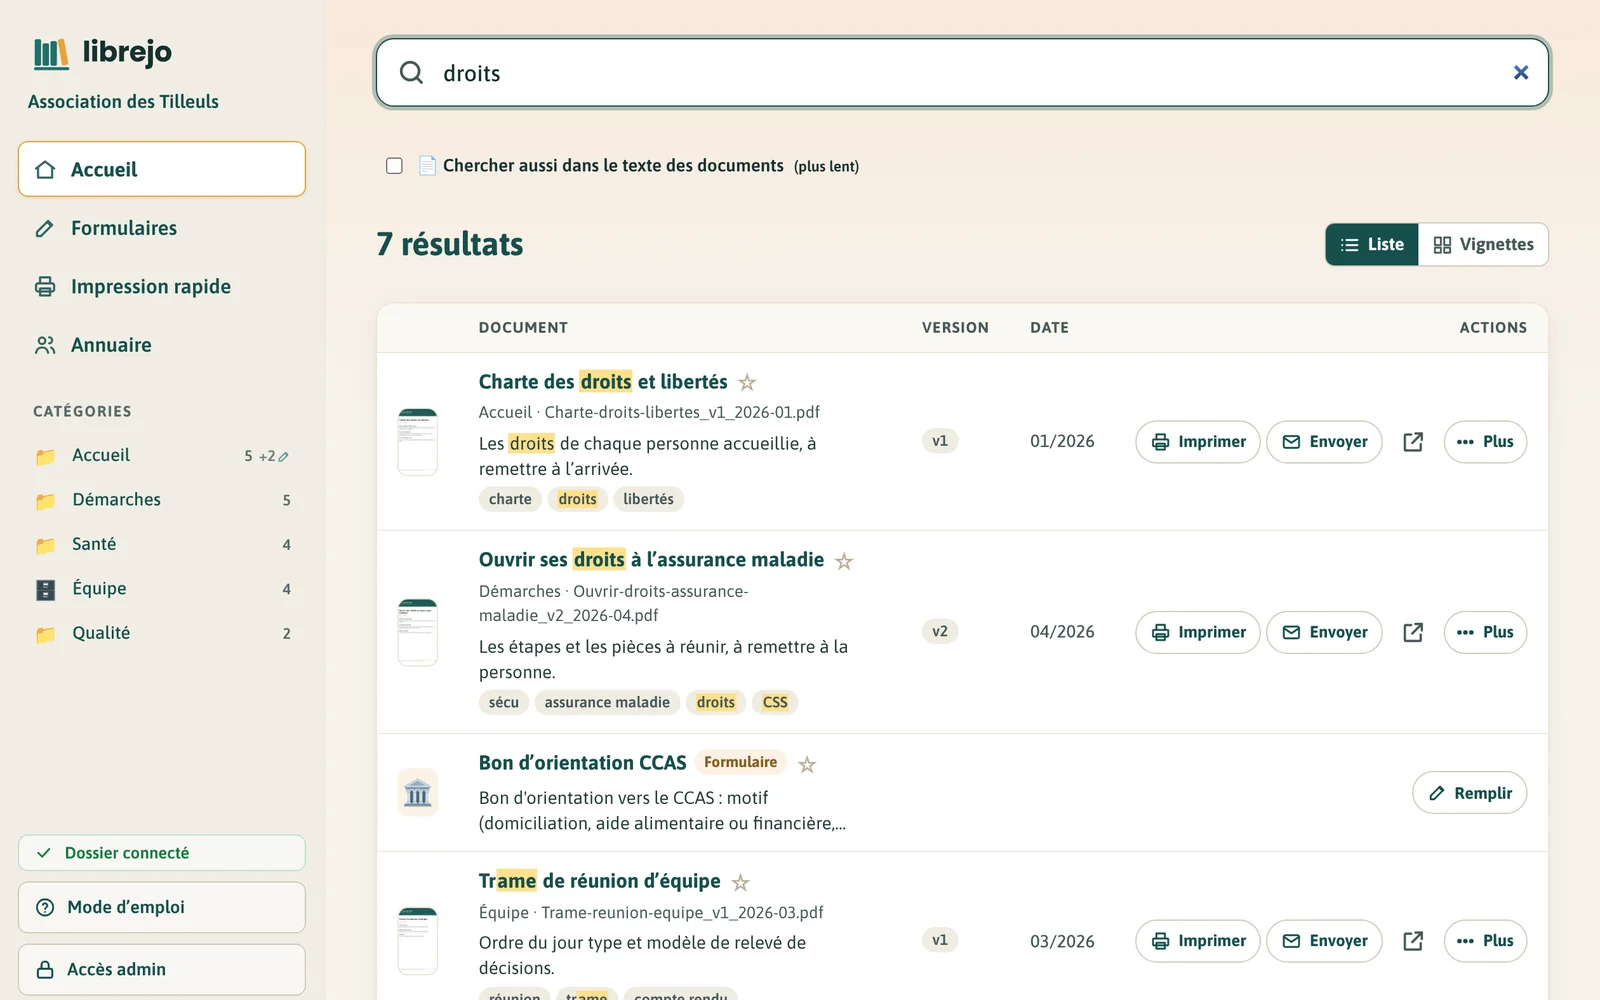 librejo
Association des Tilleuls
Accueil
Formulaires
Impression rapide
Annuaire
CATÉGORIES
Accueil 5 +2
Démarches 5
Santé 4
Équipe 4
Qualité 2
Dossier connecté
Mode d’emploi
Accès admin
droits
Chercher aussi dans le texte des documents (plus lent)
7 résultats
Liste Vignettes
DOCUMENT VERSION DATE ACTIONS
Charte des droits et libertés
Accueil · Charte-droits-libertes_v1_2026-01.pdf
Les droits de chaque personne accueillie, à
remettre à l’arrivée.
charte droits libertés
v1 01/2026 Imprimer Envoyer Plus
Ouvrir ses droits à l’assurance maladie
Démarches · Ouvrir-droits-assurance-
maladie_v2_2026-04.pdf
Les étapes et les pièces à réunir, à remettre à la
personne.
sécu assurance maladie droits CSS
v2 04/2026 Imprimer Envoyer Plus
Bon d’orientation CCAS Formulaire
Bon d'orientation vers le CCAS : motif
(domiciliation, aide alimentaire ou financière,...
Remplir
Trame de réunion d’équipe
Équipe · Trame-reunion-equipe_v1_2026-03.pdf
Ordre du jour type et modèle de relevé de
décisions.
réunion trame compte rendu
v1 03/2026 Imprimer Envoyer Plus